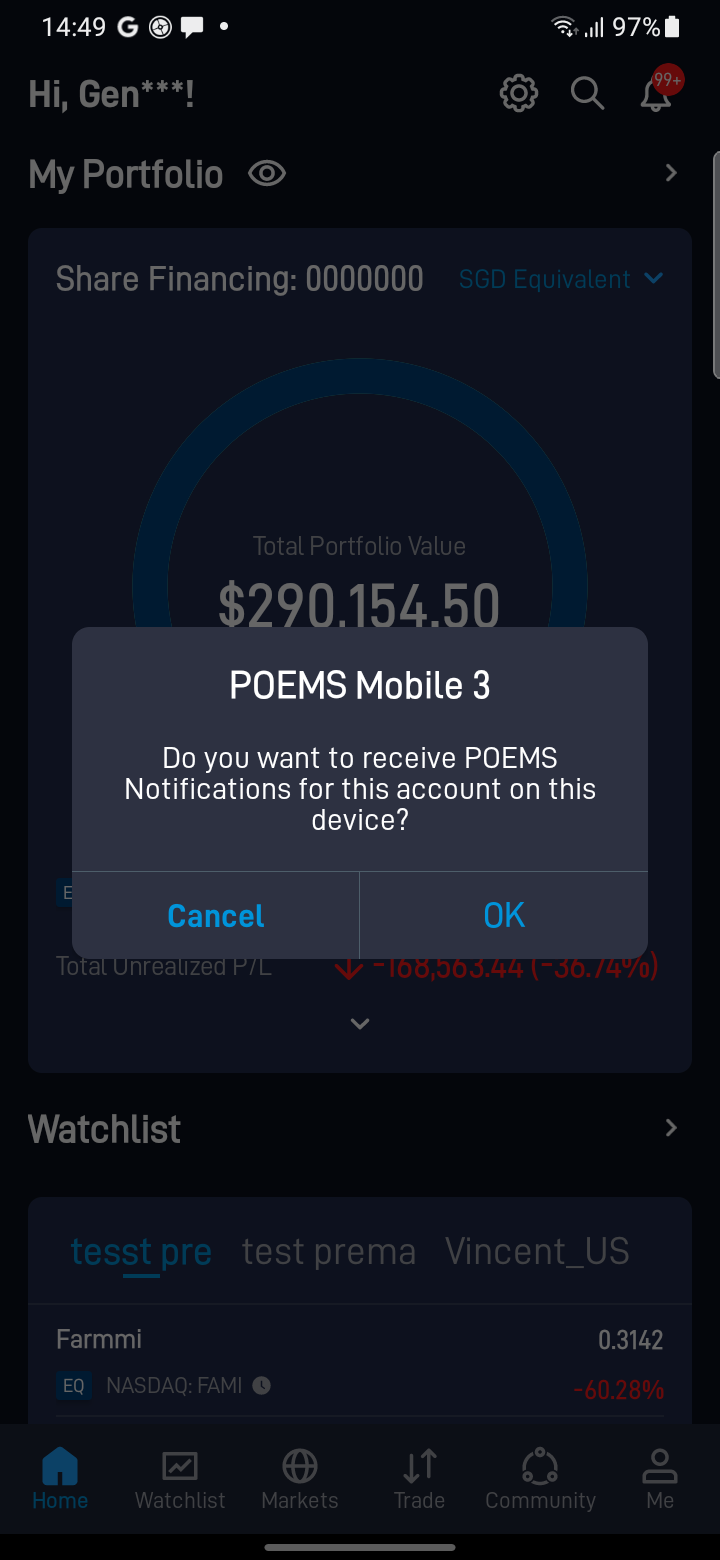 14:49
97%
Hi, Gen***!
99+
My Portfolio
Share Financing: 0000000
SGD Equivalent
Total Portfolio Value
$290,154.50
POEMS Mobile 3
Do you want to receive POEMS
Notifications for this account on this
device?
Cancel
OK
Total Unrealized P/L
-168,563.44 (-36.74%)
Watchlist
tesst pre
test prema
Vincent_US
Farmmi
0.3142
EQ
NASDAQ: FAMI
-60.28%
Home
Watchlist
Markets
Trade
Community
Me